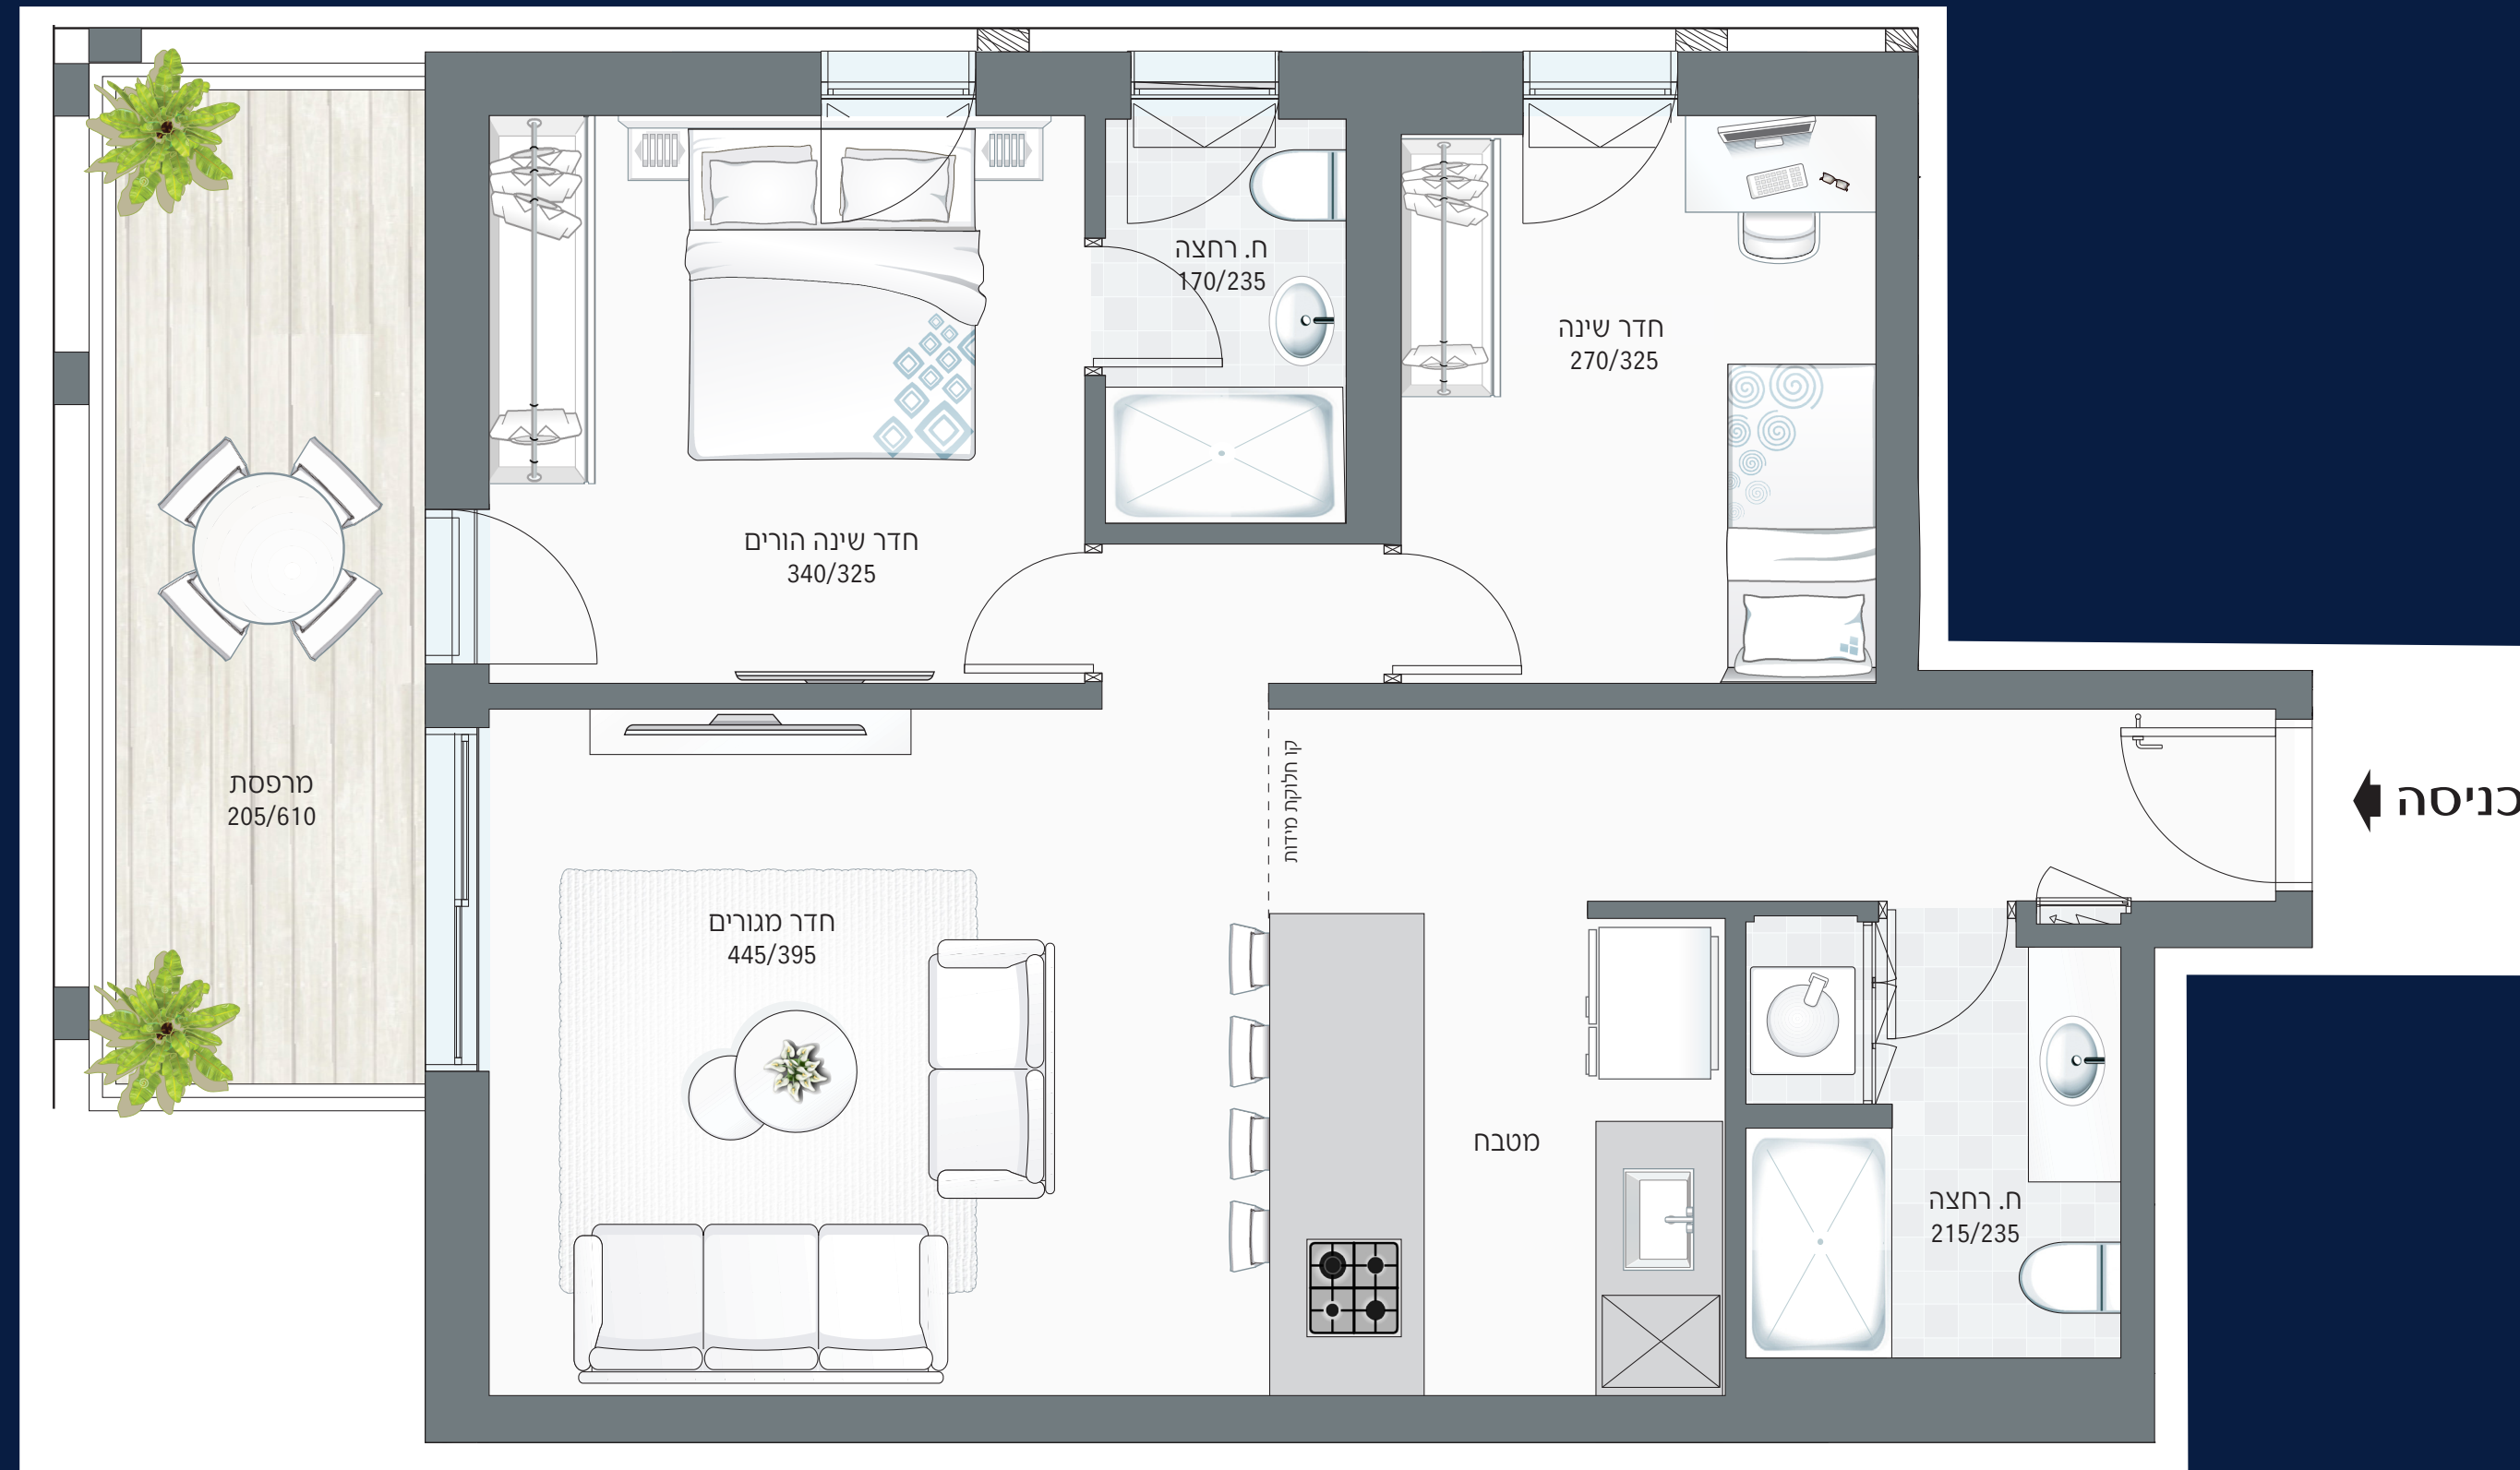 ח. רחצה
170/235
חדר שינה
270/325
חדר שינה הורים
340/325
כניסה
קו חלוקת מידות
מרפסת
205/610
חדר מגורים
445/395
מטבח
ח. רחצה
215/235